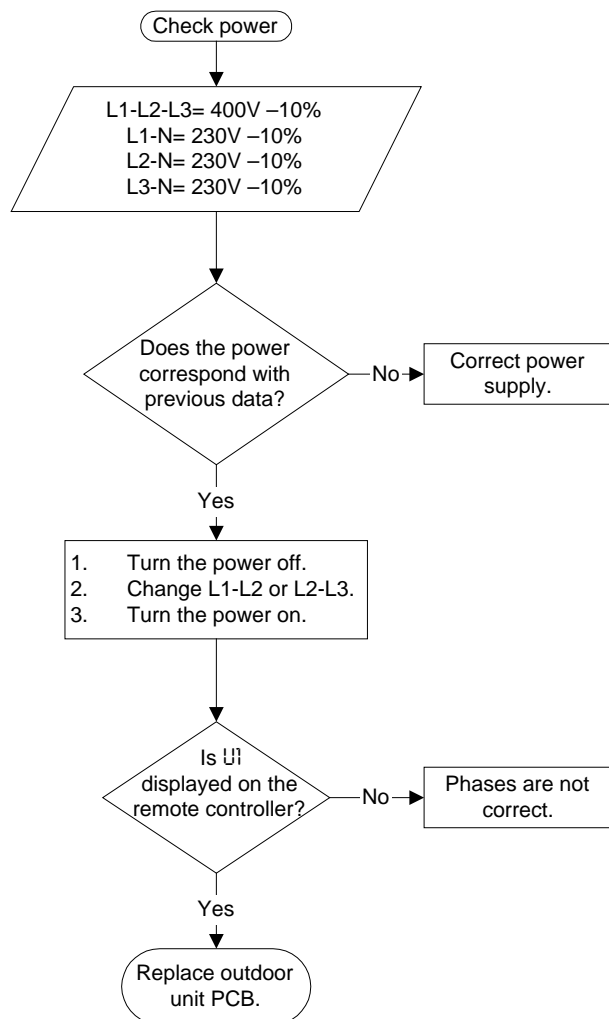 Check power
L1-L2-L3= 400V –10%
L1-N= 230V –10%
L2-N= 230V –10%
L3-N= 230V –10%
Does the power
correspond with
previous data?
No
Correct power
supply.
Yes
1. Turn the power off.
2. Change L1-L2 or L2-L3.
3. Turn the power on.
Is U1
displayed on the
remote controller?
No
Phases are not
correct.
Yes
Replace outdoor
unit PCB.